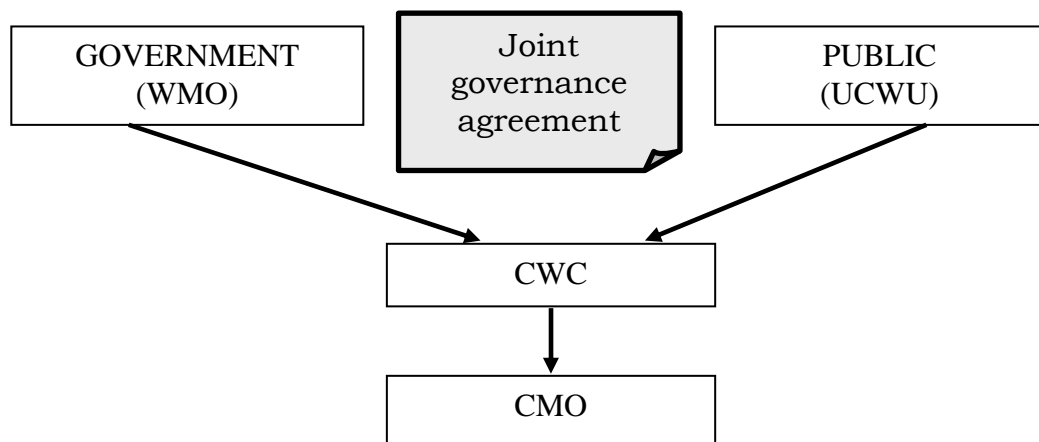 GOVERNMENT
(WMO)
Joint
governance
agreement
PUBLIC
(UCWU)
CWC
CMO